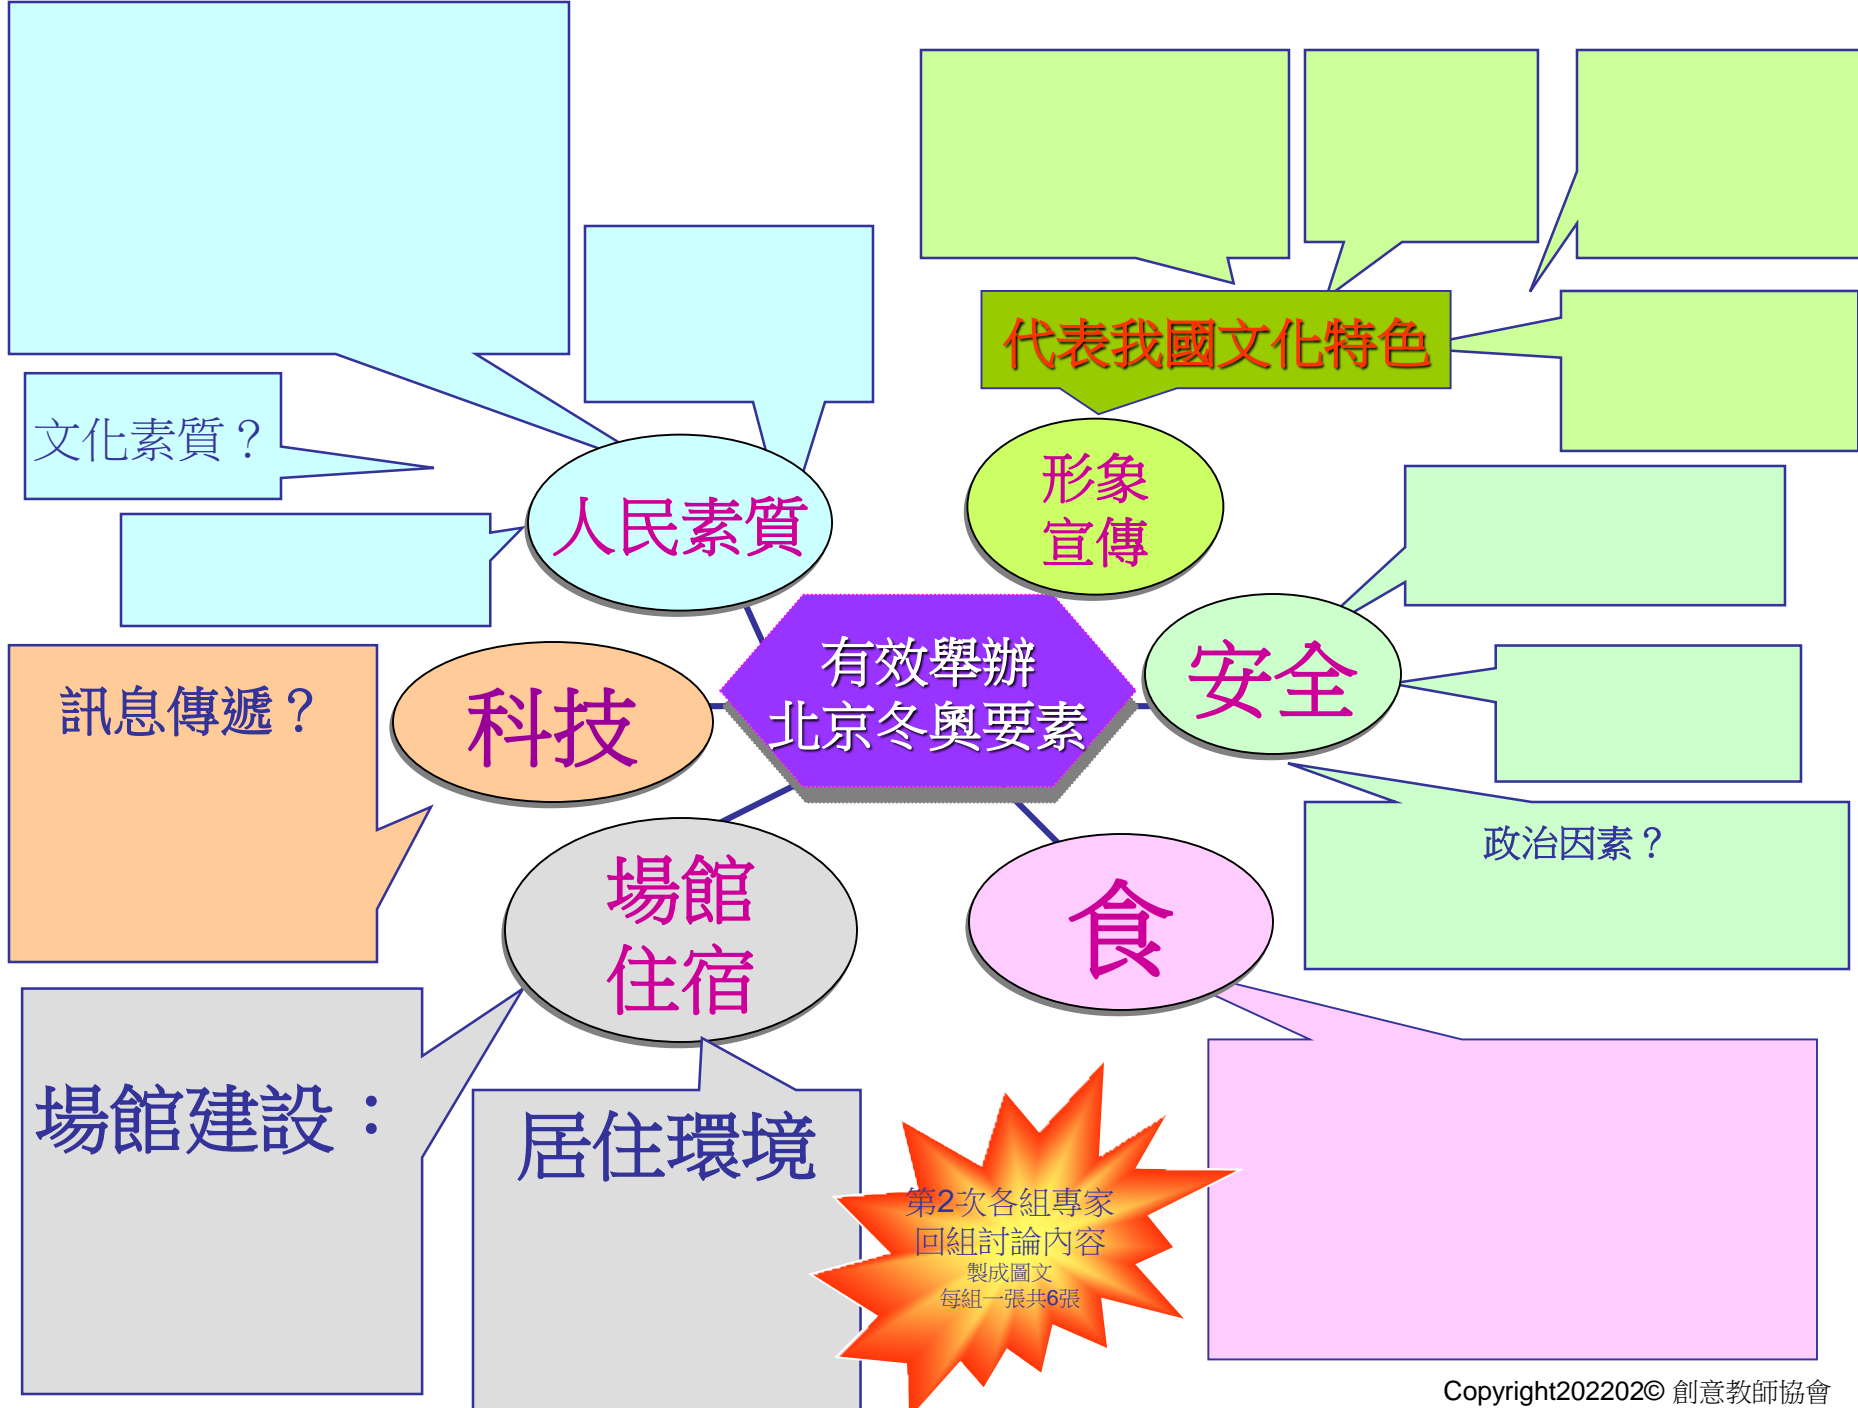 代表我國文化特色
文化素質？
人民素質
形象
宣傳
有效舉辦
北京冬奧要素
安全
訊息傳遞？
科技
政治因素？
場館
住宿
食
場館建設：
居住環境
第2次各組專家
回組討論內容
製成圖文
每組一張共6張
Copyright202202© 創意教師協會